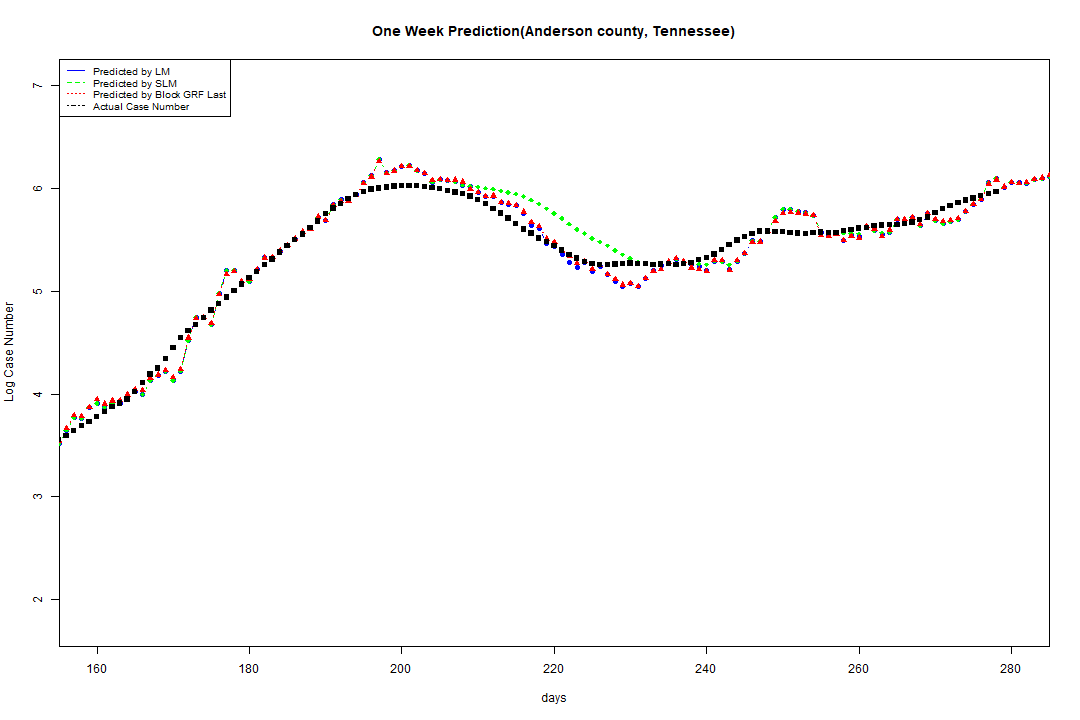 One Week Prediction(Anderson county, Tennessee)
Predicted by LM
Predicted by SLM
Predicted by Block GRF Last
Actual Case Number
7
6
5
4
3
2
Log Case Number
160 180 200 220 240 260 280
days